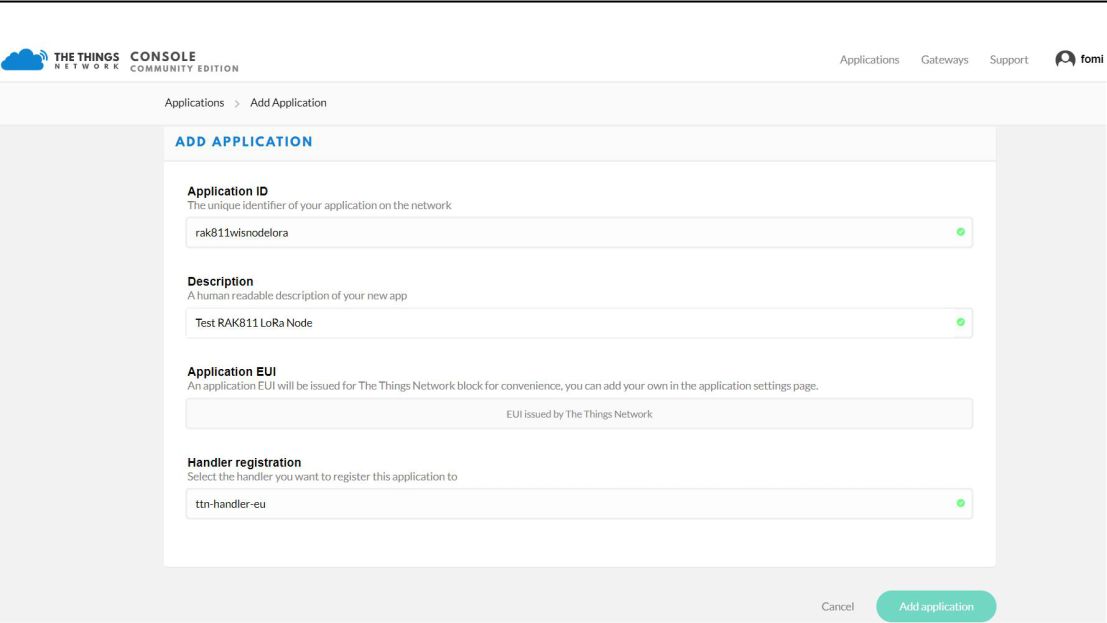 THE THINGS CONSOLE
NETWORK COMMUNITY EDITION
Applications Gateways Support fomi
Applications > Add Application
ADD APPLICATION
Application ID
The unique identifier of your application on the network
rak811wisnodelora
Description
A human readable description of your new app
Test RAK811 LoRa Node
Application EUI
An application EUI will be issued for The Things Network block for convenience, you can add your own in the application settings page.
EUI issued by The Things Network
Handler registration
Select the handler you want to register this application to
ttn-handler-eu
Cancel Add application